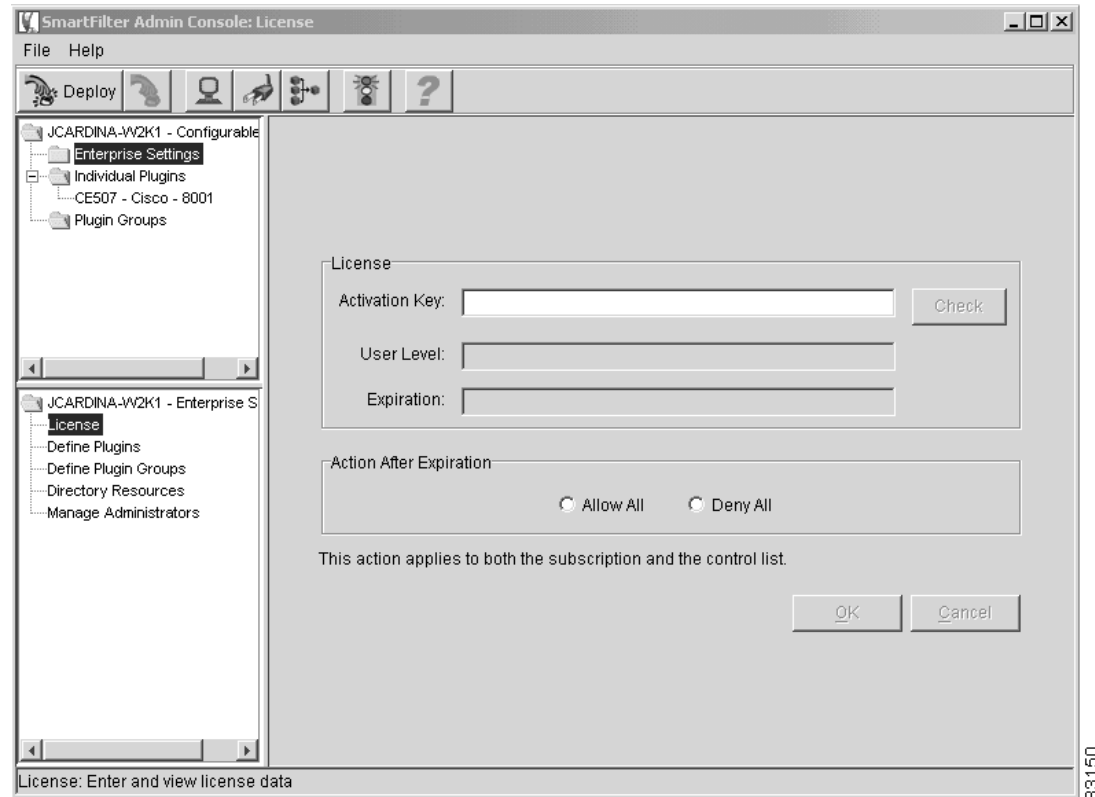 SmartFilter Admin Console: License
File Help
Deploy
JCARDINA-W2K1 - Configurable
Enterprise Settings
Individual Plugins
CE507 - Cisco - 8001
Plugin Groups
JCARDINA-W2K1 - Enterprise S
License
Define Plugins
Define Plugin Groups
Directory Resources
Manage Administrators
License
Activation Key:
Check
User Level:
Expiration:
Action After Expiration
Allow All
Deny All
This action applies to both the subscription and the control list.
OK
Cancel
License: Enter and view license data
83150